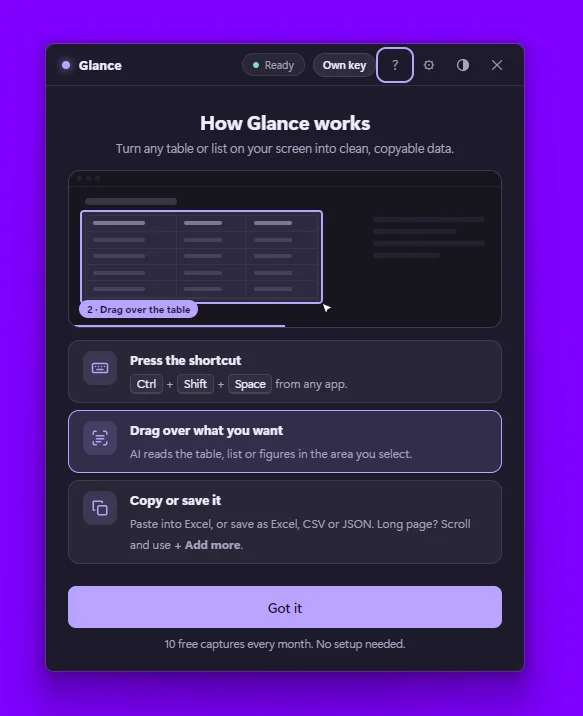 Glance
Ready
Own key
?
How Glance works
Turn any table or list on your screen into clean, copyable data.
2 · Drag over the table
Press the shortcut
Ctrl + Shift + Space from any app.
Drag over what you want
AI reads the table, list or figures in the area you select.
Copy or save it
Paste into Excel, or save as Excel, CSV or JSON. Long page? Scroll
and use + Add more.
Got it
10 free captures every month. No setup needed.